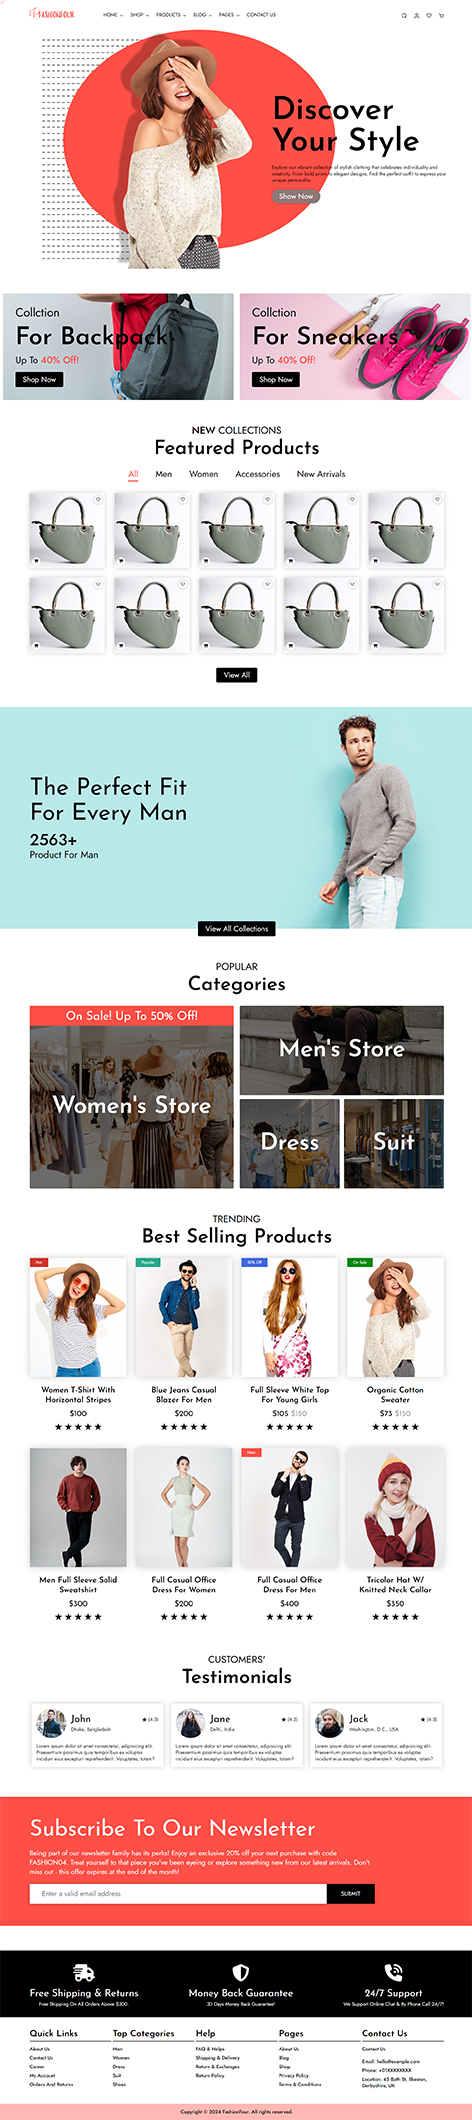 FASHIONFOUR
HOME SHOP PRODUCTS BLOG PAGES CONTACT US
Discover
Your Style
Explore our vibrant collection of stylish clothing that celebrates individuality and
creativity. From bold prints to elegant designs, find the perfect outfit to express your
unique personality.
Show Now
Collction
For Backpack
Up To 40% Off!
Shop Now
Collction
For Sneakers
Up To 40% Off!
Shop Now
NEW COLLECTIONS
Featured Products
All Men Women Accessories New Arrivals
View All
The Perfect Fit
For Every Man
2563+
Product For Man
View All Collections
POPULAR
Categories
On Sale! Up To 50% Off!
Women's Store
Men's Store
Dress
Suit
TRENDING
Best Selling Products
Hot
Popular
30% Off
On Sale
Women T-Shirt With
Horizontal Stripes
$100
Blue Jeans Casual
Blazer For Men
$200
Full Sleeve White Top
For Young Girls
$105 $150
Organic Cotton
Sweater
$73 $150
New
Men Full Sleeve Solid
Sweatshirt
$300
Full Casual Office
Dress For Women
$200
Full Casual Office
Dress For Men
$400
Tricolor Hat W/
Knitted Neck Collar
$350
CUSTOMERS'
Testimonials
John
Dhaka, Bangladesh
(4.5)
Lorem ipsum dolor sit amet consectetur, adipisicing elit.
Praesentium possimus quia temporibus ea voluptas
incidunt eius excepturi reprehenderit. Voluptates, totam?
Jane
Delhi, India
(4.5)
Lorem ipsum dolor sit amet consectetur, adipisicing elit.
Praesentium possimus quia temporibus ea voluptas
incidunt eius excepturi reprehenderit. Voluptates, totam?
Jack
Washington, D.C., USA
(4.5)
Lorem ipsum dolor sit amet consectetur, adipisicing elit.
Praesentium possimus quia temporibus ea voluptas
incidunt eius excepturi reprehenderit. Voluptates, totam?
Subscribe To Our Newsletter
Being part of our newsletter family has its perks! Enjoy an exclusive 20% off your next purchase with code
FASHION04. Treat yourself to that piece you've been eyeing or explore something new from our latest arrivals. Don't
miss out - this offer expires at the end of the month!
Enter a valid email address
SUBMIT
Free Shipping & Returns
Free Shipping On All Orders Above $300.
Money Back Guarantee
30 Days Money Back Guarantee!
24/7 Support
We Support Online Chat & By Phone Call 24/7!
Quick Links
About Us
Contact Us
Career
My Account
Orders And Returns
Top Categories
Men
Women
Dress
Suit
Shoes
Help
FAQ & Helps
Shipping & Delivery
Return & Exchanges
Return Policy
Pages
About Us
Blog
Shop
Privacy Policy
Terms & Conditions
Contact Us
Contact Us
Email: hello@example.com
Phone: +01XXXXXXXX
Location: 45 Bath St, Ilkeston,
Derbyshire, UK
Copyright © 2024 FashionFour. All rights reserved.